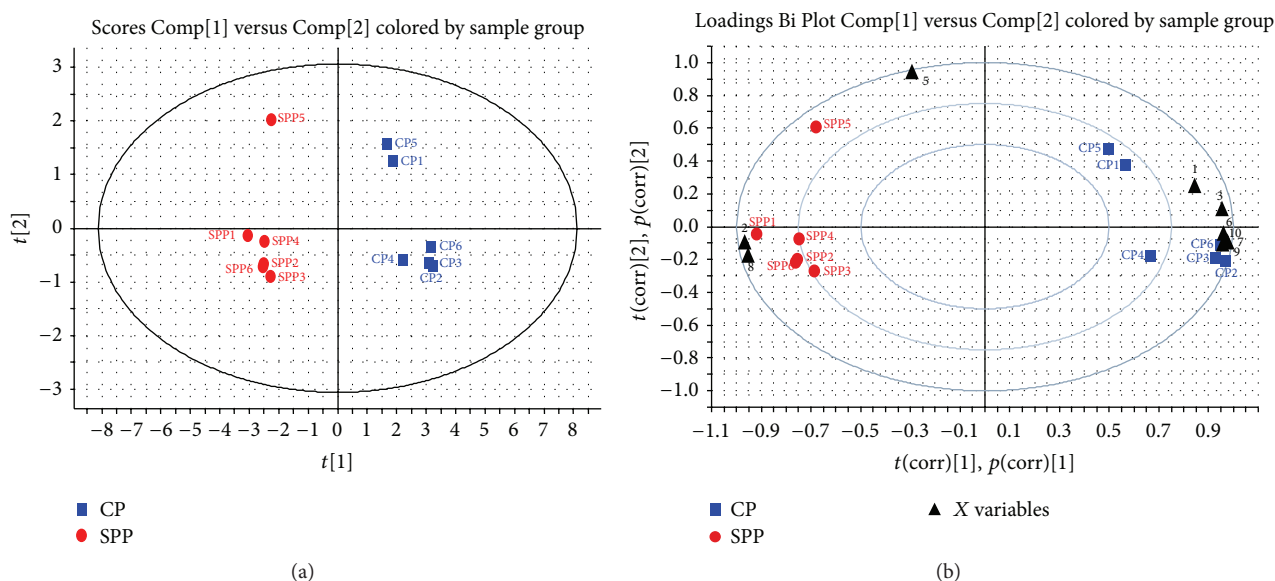 Scores Comp[1] versus Comp[2] colored by sample group
3
2
1
0
−1
−2
−3
t[2]
SPP5
CP5
CP1
SPP1
SPP4
SPP2
SPP6
SPP3
CP6
CP4
CP3
CP2
−8 −7 −6 −5 −4 −3 −2 −1 0 1 2 3 4 5 6 7 8
t[1]
CP
SPP
(a)
Loadings Bi Plot Comp[1] versus Comp[2] colored by sample group
1.0
0.8
0.6
0.4
0.2
0.0
−0.2
−0.4
−0.6
−0.8
−1.0
t(corr)[2], p(corr)[2]
5
SPP5
CP5
CP1
1
3
SPP1
2
SPP4
8
SPP2
SPP6
SPP3
6
10
7
9
CP6
CP4
CP3
CP2
−1.1 −0.9 −0.7 −0.5 −0.3 −0.1 0.1 0.3 0.5 0.7 0.9
t(corr)[1], p(corr)[1]
CP
SPP
X variables
(b)